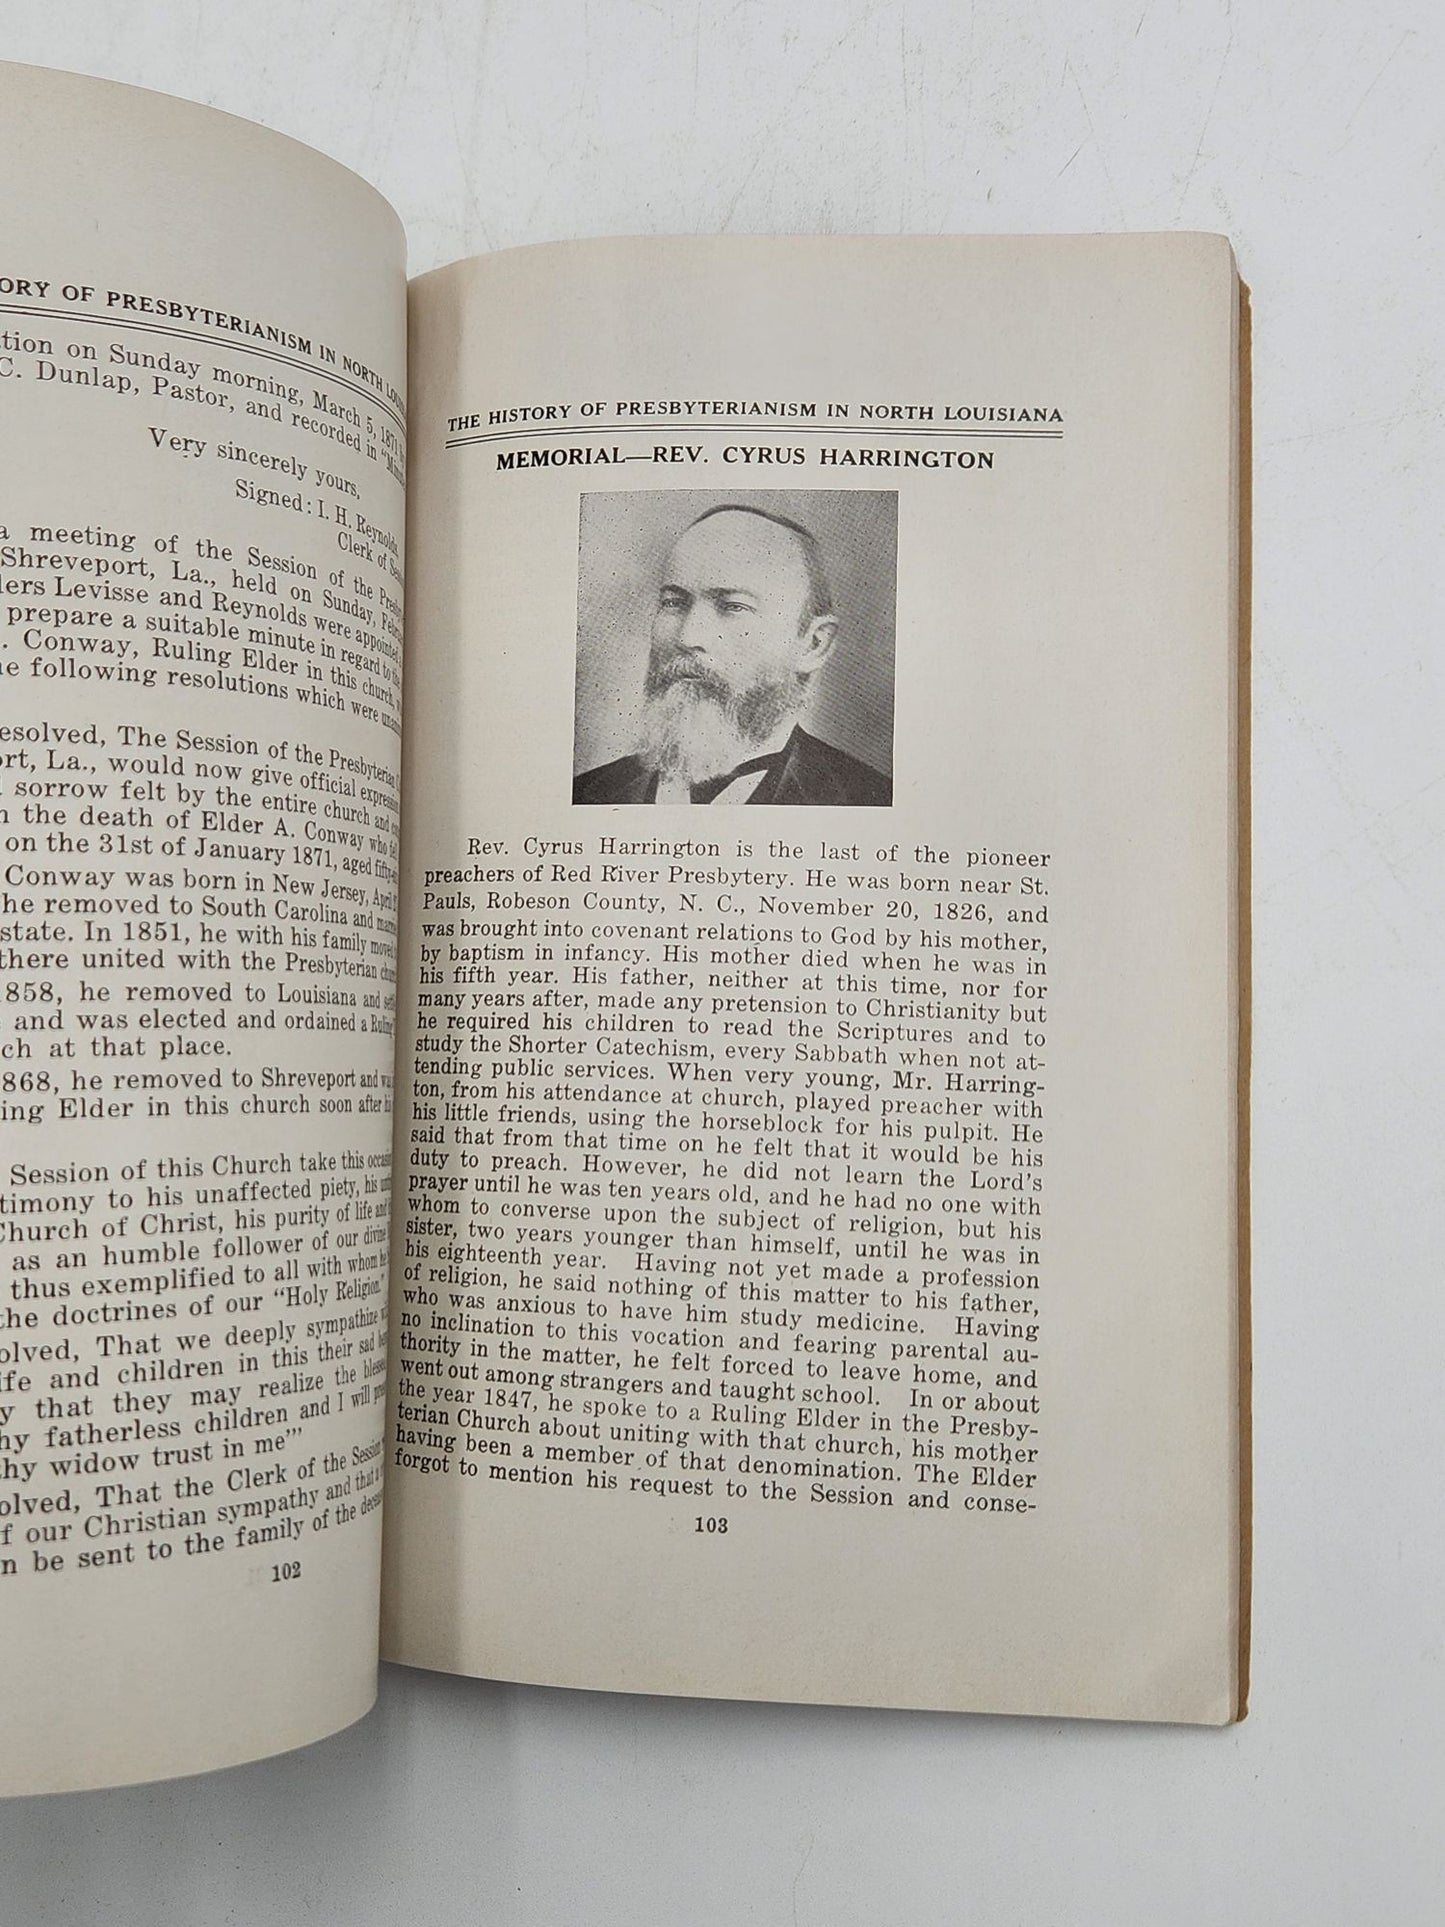 ORY OF PRESBYTERIANISM IN NORTH
tion on Sunday morning, March 5, 1871
C. Dunlap, Pastor, and recorded in
Very sincerely yours,
Signed: I. H. Reynolds,
Clerk of
a meeting of the Session of the
Shreveport, La., held on Sunday,
lers Levisse and Reynolds were appointed
prepare a suitable minute in regard to the
. Conway, Ruling Elder in this church,
ne following resolutions which were
esolved, The Session of the Presbyterian
ort, La., would now give official
sorrow felt by the entire church and
n the death of Elder A. Conway who
on the 31st of January 1871, aged
Conway was born in New Jersey, April
he removed to South Carolina and
state. In 1851, he with his family moved
there united with the Presbyterian
1858, he removed to Louisiana and
and was elected and ordained a
ch at that place.
1868, he removed to Shreveport and
ing Elder in this church soon after
Session of this Church take this
timony to his unaffected piety, his
Church of Christ, his purity of life and
as an humble follower of our divine
thus exemplified to all with whom he
the doctrines of our "Holy Religion."
olved, That we deeply sympathize
ife and children in this their sad
y that they may realize the
hy fatherless children and I will
thy widow trust in me'"
olved, That the Clerk of the Session
f our Christian sympathy and that a
n be sent to the family of the
102
THE HISTORY OF PRESBYTERIANISM IN NORTH LOUISIANA
MEMORIAL—REV. CYRUS HARRINGTON
Rev. Cyrus Harrington is the last of the pioneer
preachers of Red River Presbytery. He was born near St.
Pauls, Robeson County, N. C., November 20, 1826, and
was brought into covenant relations to God by his mother,
by baptism in infancy. His mother died when he was in
his fifth year. His father, neither at this time, nor for
many years after, made any pretension to Christianity but
he required his children to read the Scriptures and to
study the Shorter Catechism, every Sabbath when not at-
tending public services. When very young, Mr. Harring-
ton, from his attendance at church, played preacher with
his little friends, using the horseblock for his pulpit. He
said that from that time on he felt that it would be his
duty to preach. However, he did not learn the Lord's
prayer until he was ten years old, and he had no one with
whom to converse upon the subject of religion, but his
sister, two years younger than himself, until he was in
his eighteenth year. Having not yet made a profession
of religion, he said nothing of this matter to his father,
who was anxious to have him study medicine. Having
no inclination to this vocation and fearing parental au-
thority in the matter, he felt forced to leave home, and
went out among strangers and taught school. In or about
the year 1847, he spoke to a Ruling Elder in the Presby-
terian Church about uniting with that church, his mother
having been a member of that denomination. The Elder
forgot to mention his request to the Session and conse-
103